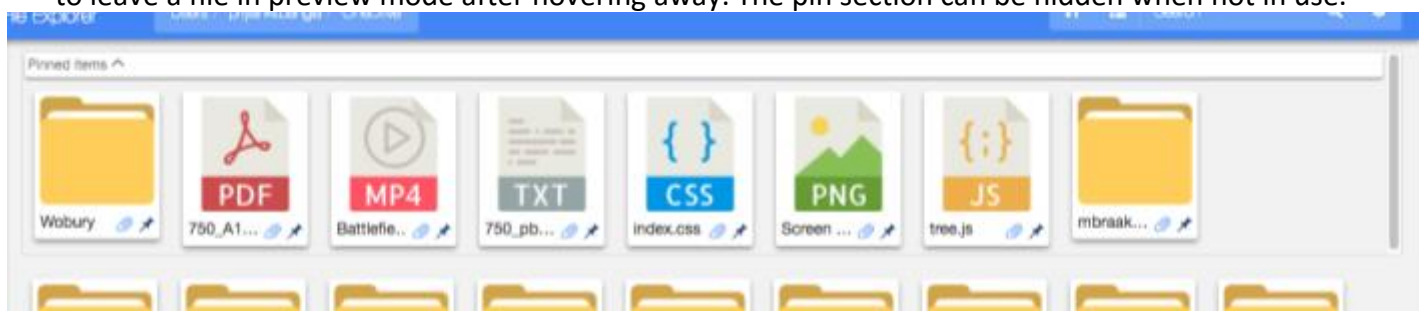 to leave a file in preview mode after hovering away. The pin section can be hidden when not in use.
Explorer
Pinned items
PDF MP4 TXT CSS PNG JS
Wobury 750_A1... Battlefie.. 750_pb... index.css Screen ... tree.js mbraak...